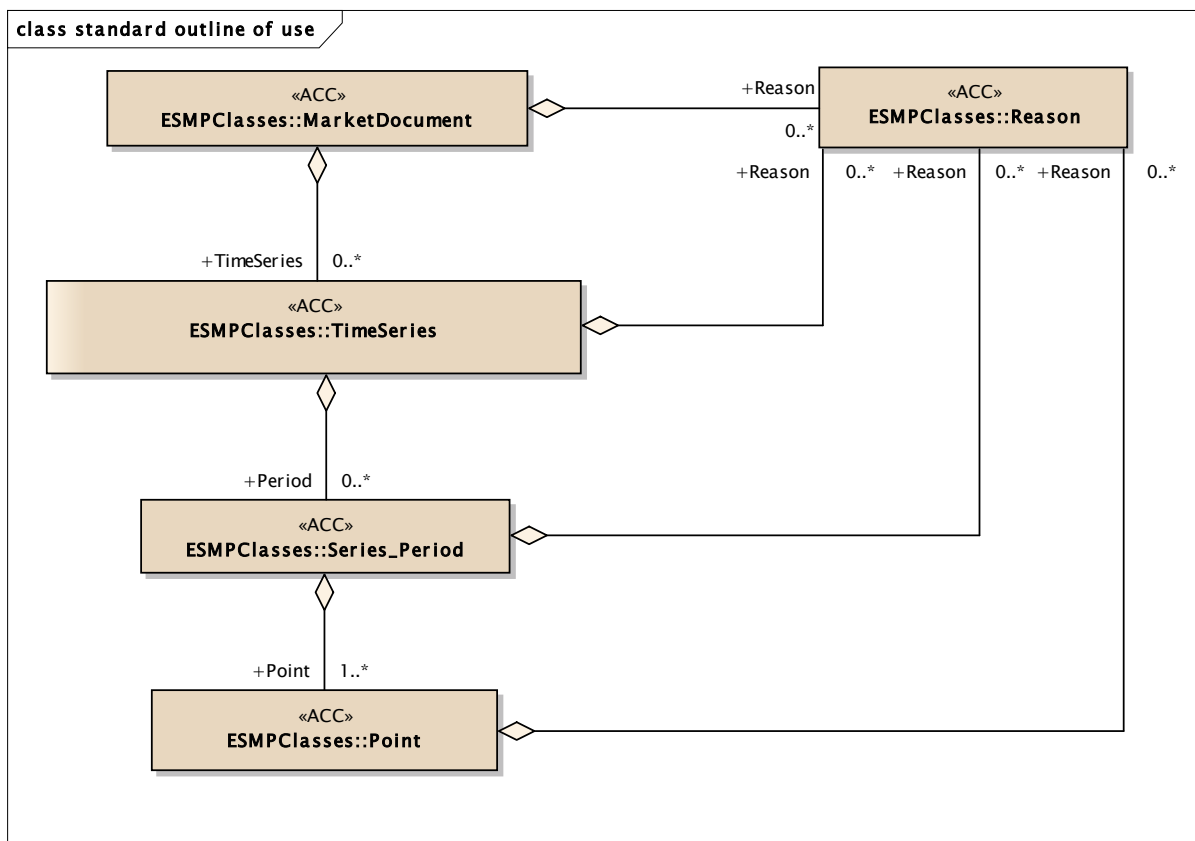 class standard outline of use
«ACC»
ESMPClasses::MarketDocument
+Reason
0..*
«ACC»
ESMPClasses::Reason
+Reason 0..* +Reason 0..* +Reason 0..*
+TimeSeries 0..*
«ACC»
ESMPClasses::TimeSeries
+Period 0..*
«ACC»
ESMPClasses::Series_Period
+Point 1..*
«ACC»
ESMPClasses::Point